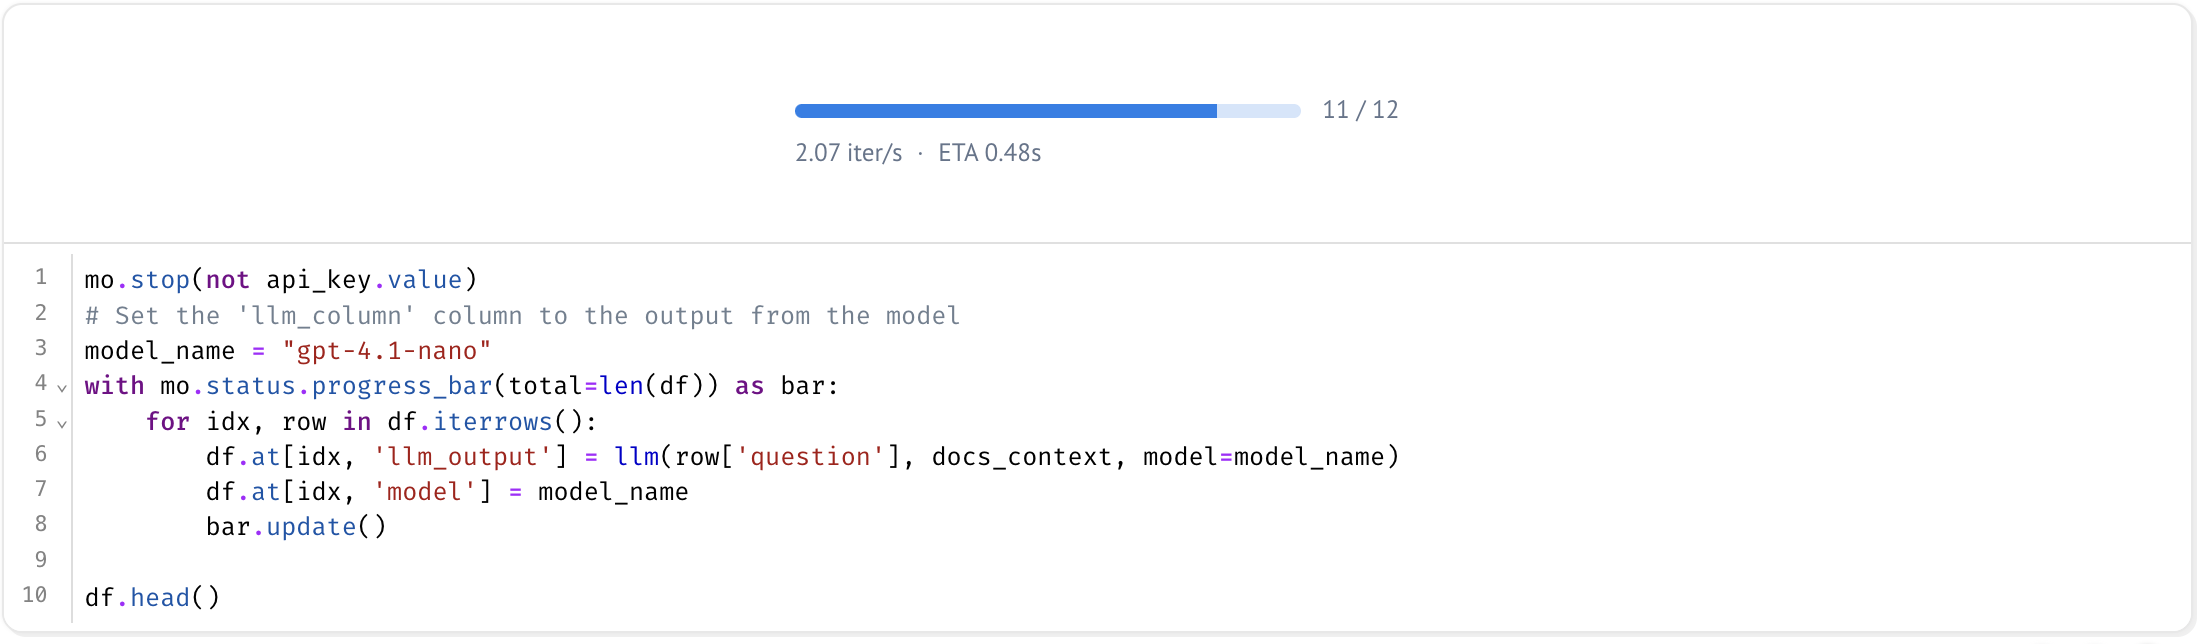 11 / 12
2.07 iter/s · ETA 0.48s
1 mo.stop(not api_key.value)
2 # Set the 'llm_column' column to the output from the model
3 model_name = "gpt-4.1-nano"
4 with mo.status.progress_bar(total=len(df)) as bar:
5     for idx, row in df.iterrows():
6         df.at[idx, 'llm_output'] = llm(row['question'], docs_context, model=model_name)
7         df.at[idx, 'model'] = model_name
8         bar.update()
9
10 df.head()